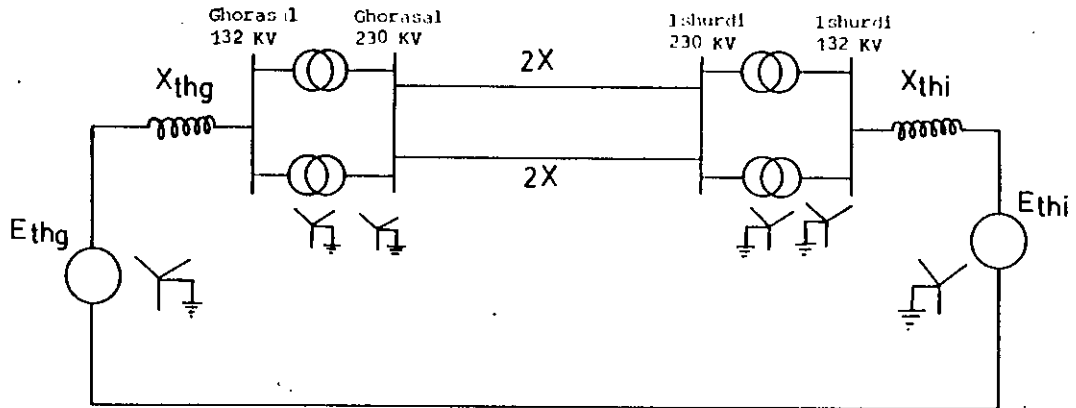 Ghorasal
132 KV
Ghorasal
230 KV
Ishurdi
230 KV
Ishurdi
132 KV
2X
Xthg
Xthi
2X
Ethg
Ethi